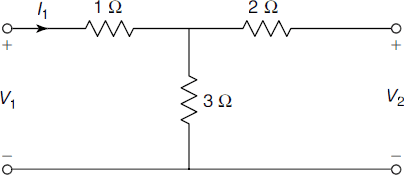 I₁ 1 Ω 2 Ω
+ +
V₁ 3 Ω V₂
– –